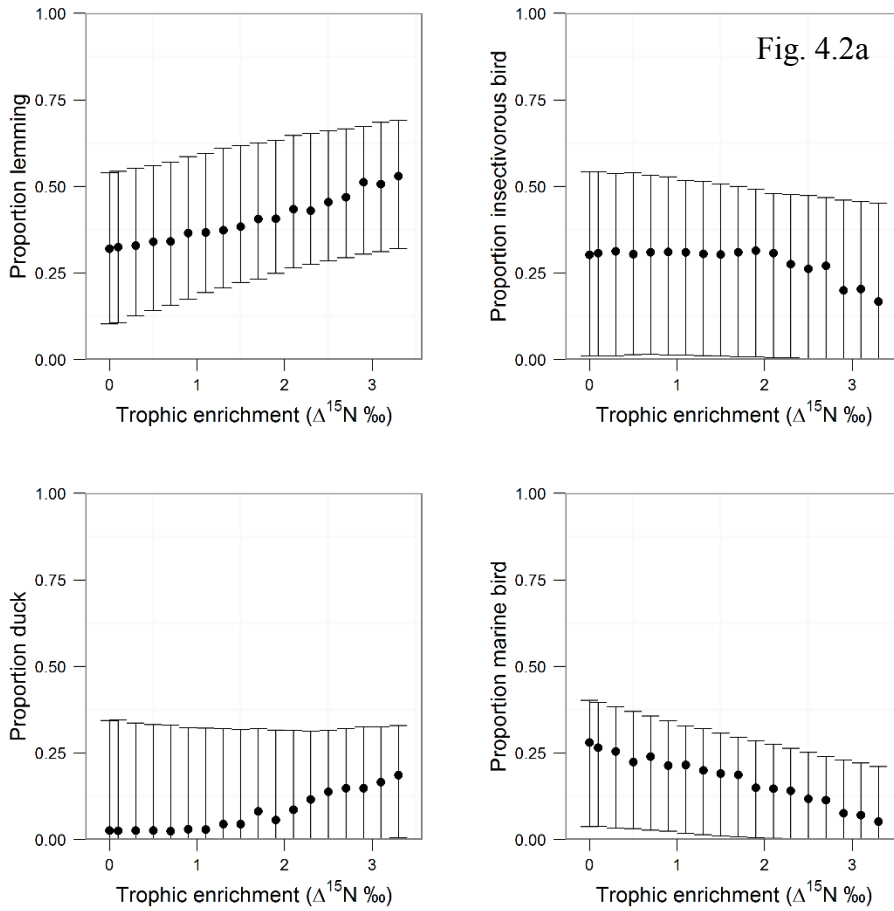 Fig. 4.2a
Proportion lemming
1.00
0.75
0.50
0.25
0.00
0 1 2 3
Trophic enrichment (Δ¹⁵N ‰)
Proportion insectivorous bird
1.00
0.75
0.50
0.25
0.00
0 1 2 3
Trophic enrichment (Δ¹⁵N ‰)
Proportion duck
1.00
0.75
0.50
0.25
0.00
0 1 2 3
Trophic enrichment (Δ¹⁵N ‰)
Proportion marine bird
1.00
0.75
0.50
0.25
0.00
0 1 2 3
Trophic enrichment (Δ¹⁵N ‰)